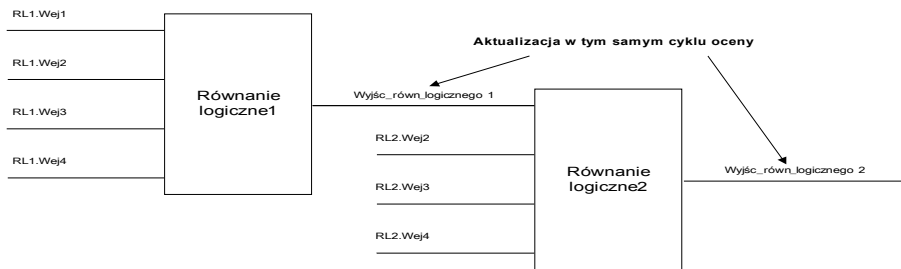 RL1.Wej1
RL1.Wej2
RL1.Wej3
RL1.Wej4
Równanie
logiczne1
Aktualizacja w tym samym cyklu oceny
Wyjśc_równ_logicznego 1
RL2.Wej2
RL2.Wej3
RL2.Wej4
Równanie
logiczne2
Wyjśc_równ_logicznego 2